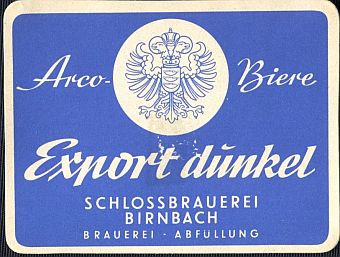 Arco- Biere
Export dunkel
SCHLOSSBRAUEREI
BIRNBACH
BRAUEREI - ABFÜLLUNG